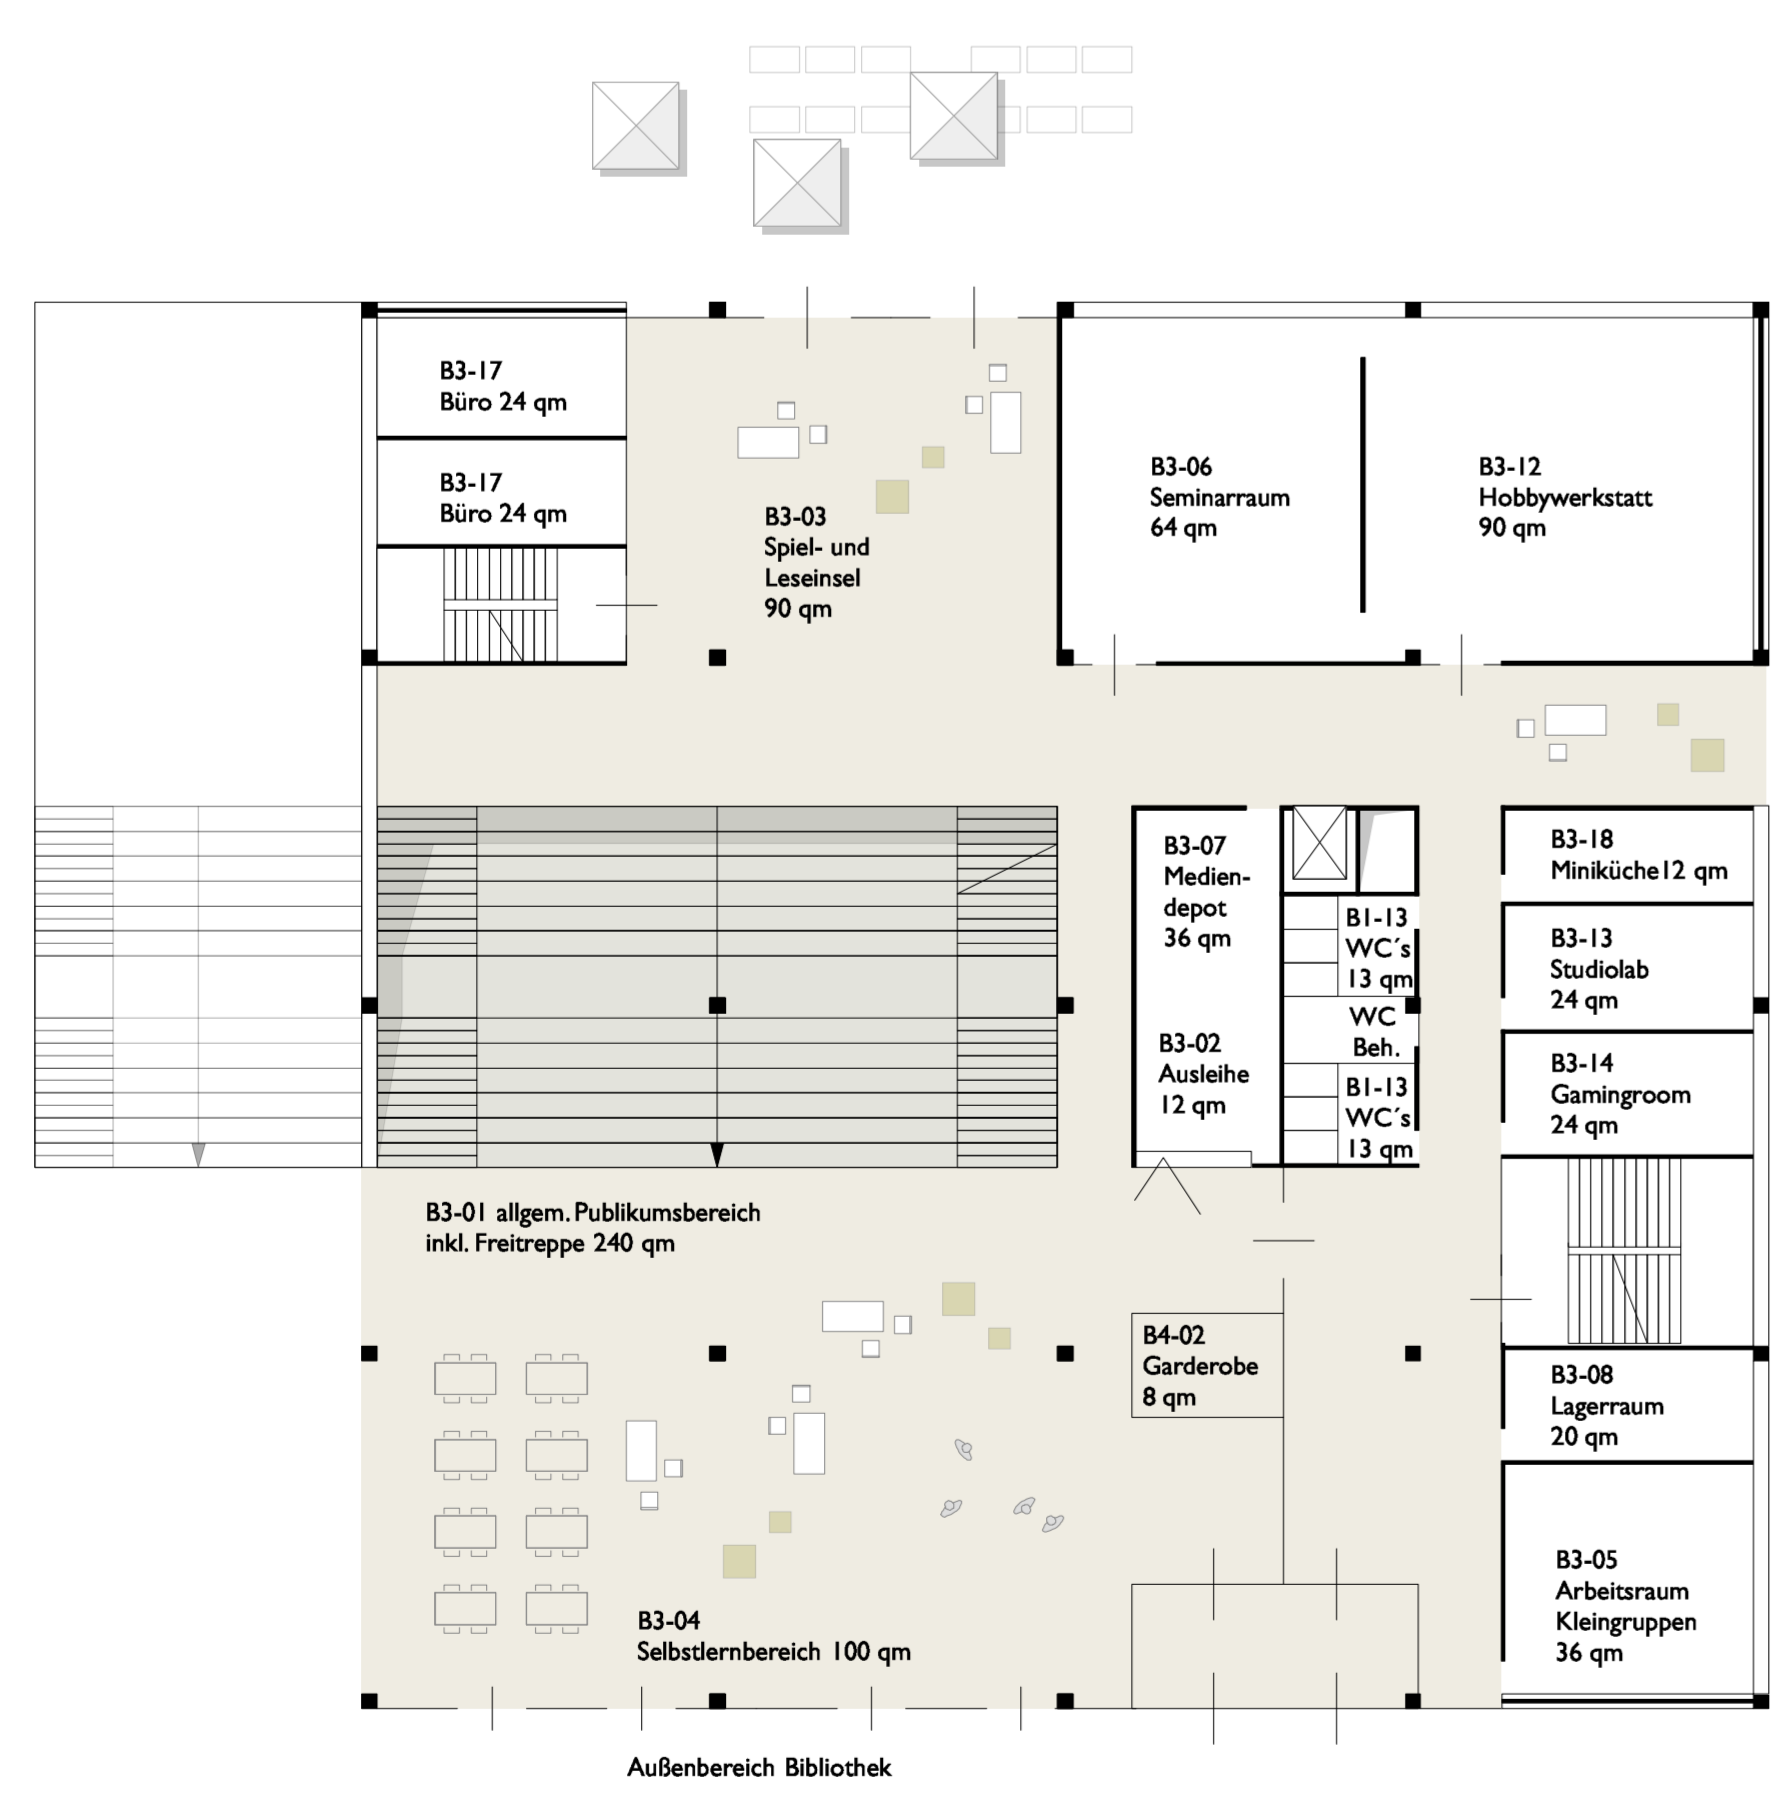 B3-17
Büro 24 qm
B3-17
Büro 24 qm
B3-03
Spiel- und
Leseinsel
90 qm
B3-06
Seminarraum
64 qm
B3-12
Hobbywerkstatt
90 qm
B3-07
Medien-
depot
36 qm
B3-02
Ausleihe
12 qm
B1-13
WC´s
13 qm
WC
Beh.
B1-13
WC´s
13 qm
B3-18
Miniküche12 qm
B3-13
Studiolab
24 qm
B3-14
Gamingroom
24 qm
B3-01 allgem. Publikumsbereich
inkl. Freitreppe 240 qm
B4-02
Garderobe
8 qm
B3-08
Lagerraum
20 qm
B3-05
Arbeitsraum
Kleingruppen
36 qm
B3-04
Selbstlernbereich 100 qm
Außenbereich Bibliothek